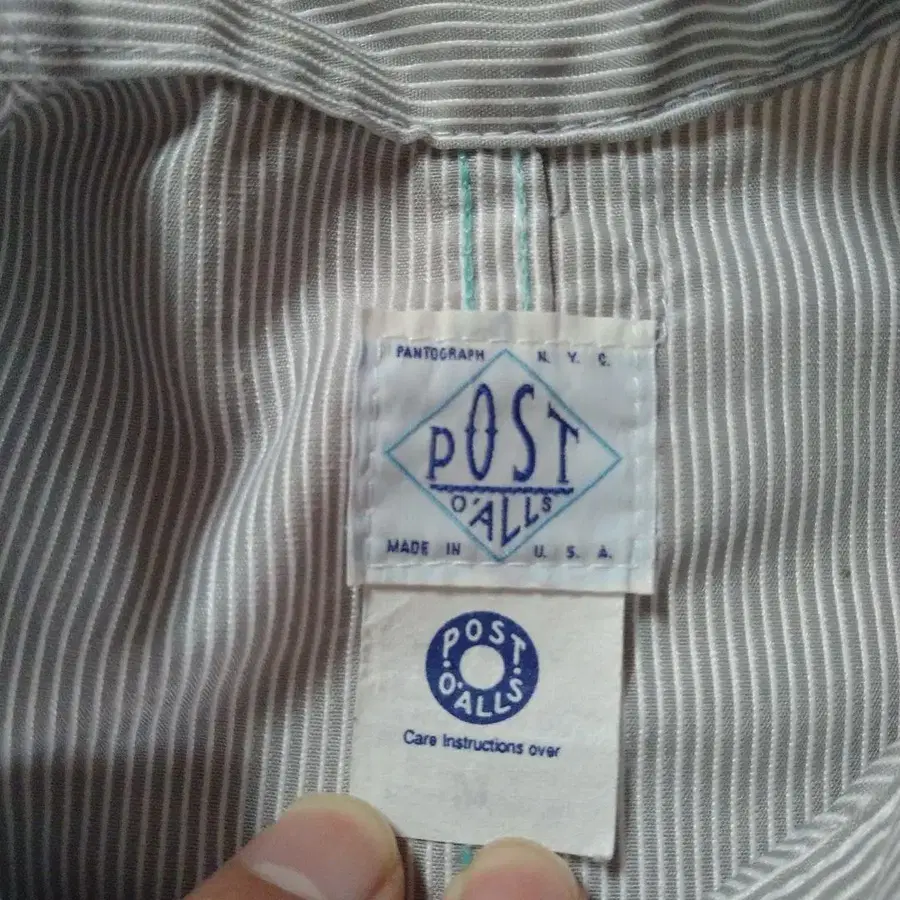 PANTOGRAPH N. Y. C.
POST
O'ALLS
MADE IN U. S. A.
POST
O'ALLS
Care Instructions over